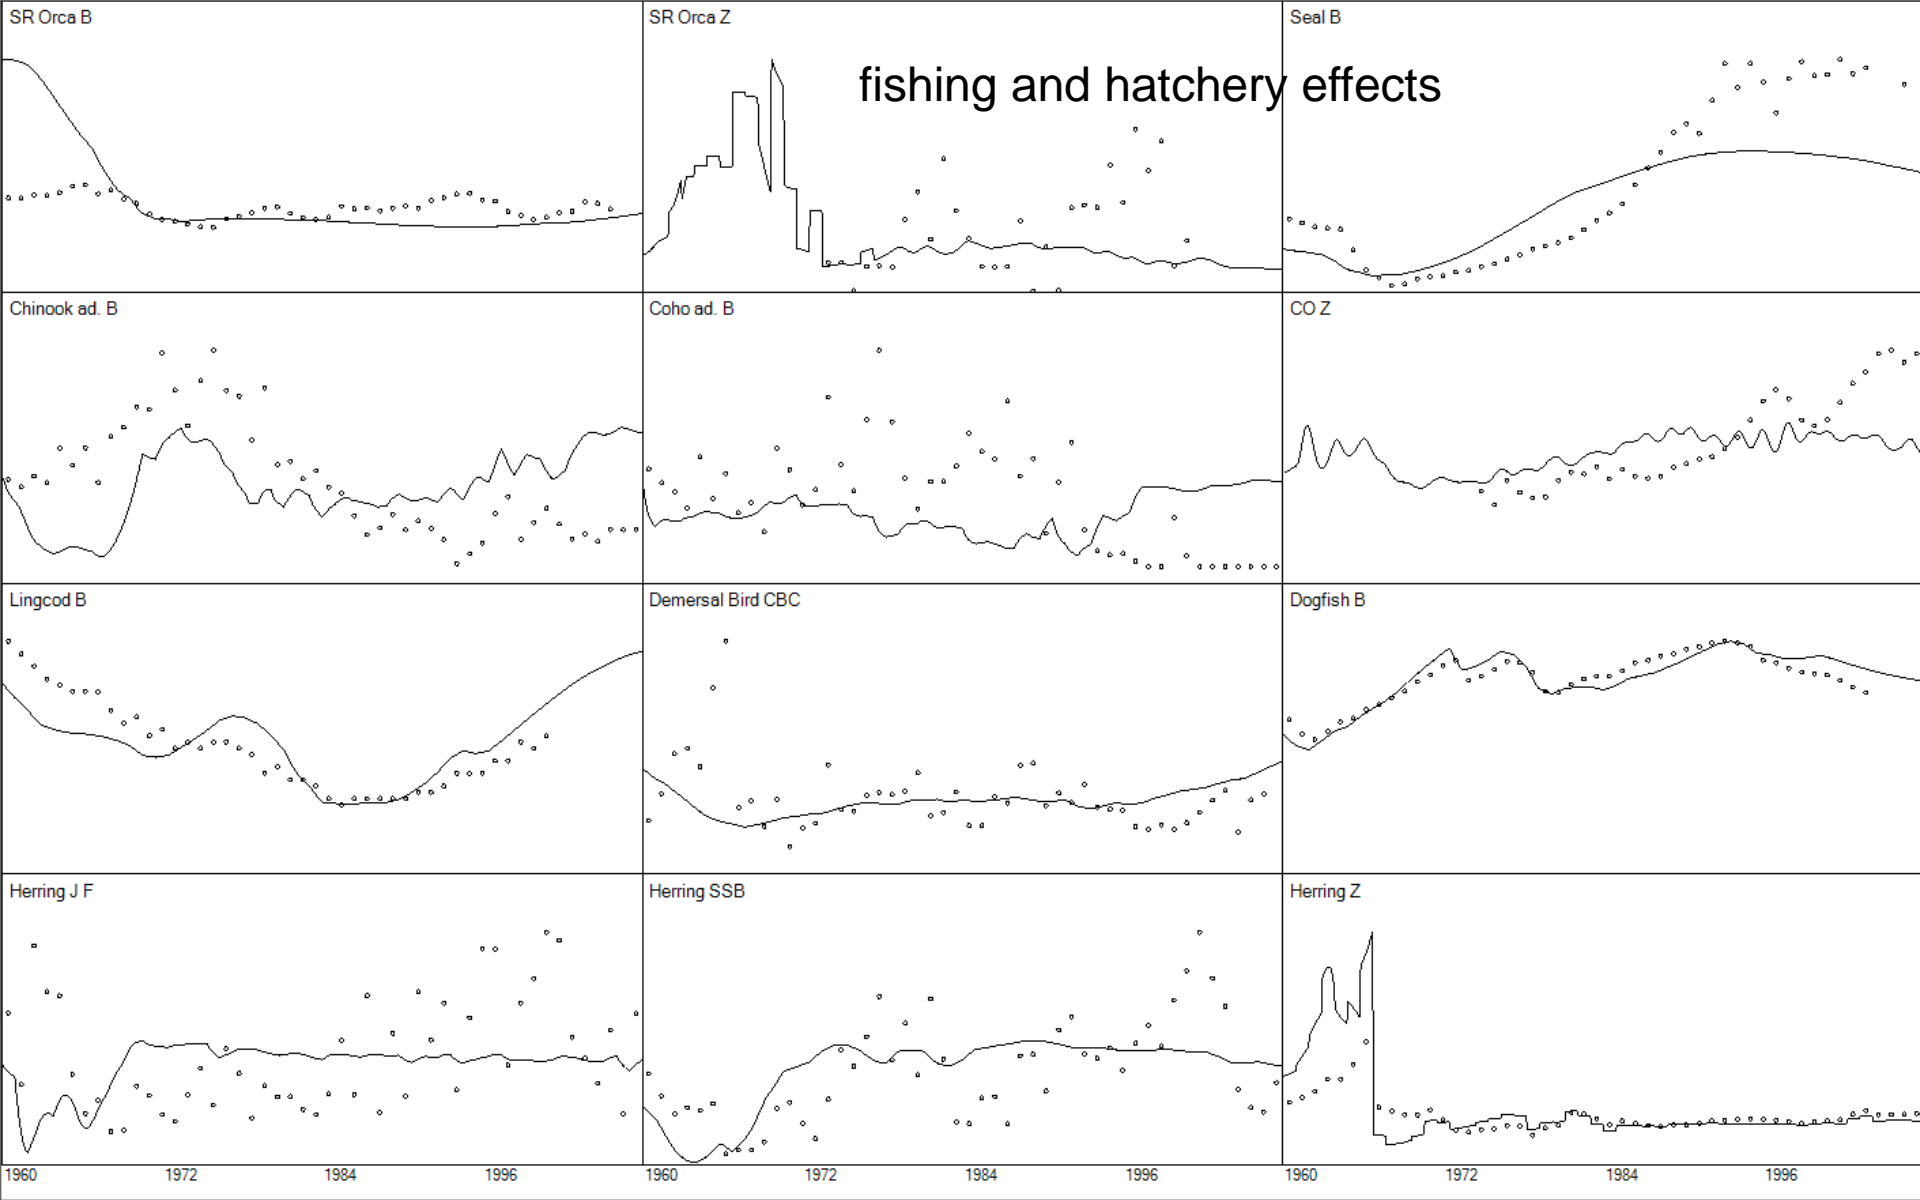 SR Orca B
SR Orca Z
Seal B
fishing and hatchery effects
Chinook ad. B
Coho ad. B
CO Z
Lingcod B
Demersal Bird CBC
Dogfish B
Herring J F
Herring SSB
Herring Z
1960 1972 1984 1996 1960 1972 1984 1996 1960 1972 1984 1996